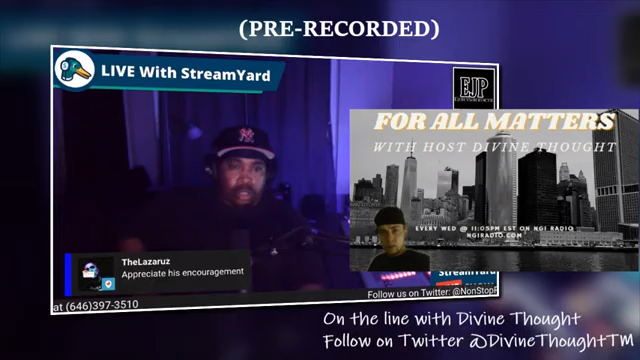 (PRE-RECORDED)
LIVE With StreamYard
EJP
FOR ALL MATTERS
WITH HOST DIVINE THOUGHT
EVERY WED @ 11:05PM EST ON NGI RADIO
NGIRADIO.COM
TheLazaruz
Appreciate his encouragement
StreamYard
at (646)397-3510
Follow us on Twitter: @NonStopP
On the line with Divine Thought
Follow on Twitter @DivineThoughtTM